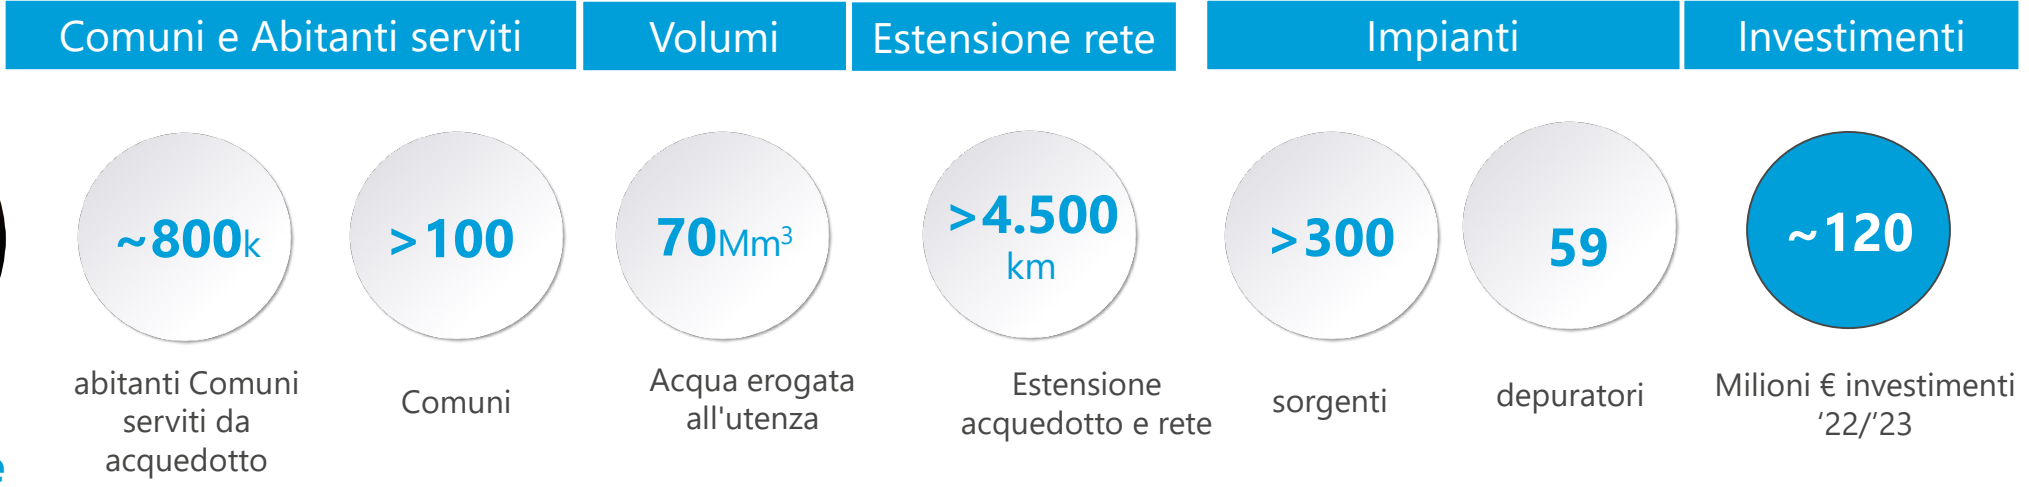 Comuni e Abitanti serviti
Volumi
Estensione rete
Impianti
Investimenti
~800k
>100
70Mm³
>4.500
km
>300
59
~120
abitanti Comuni
serviti da
acquedotto
Comuni
Acqua erogata
all'utenza
Estensione
acquedotto e rete
sorgenti
depuratori
Milioni € investimenti
‘22/’23
e